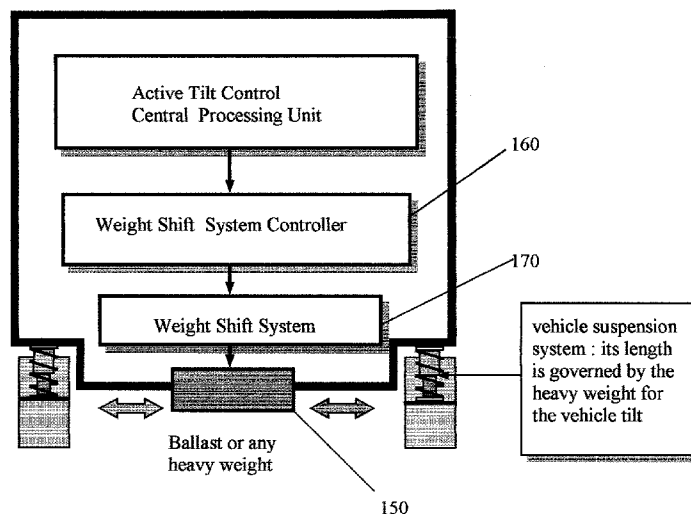 Active Tilt Control
Central Processing Unit
160
Weight Shift System Controller
170
Weight Shift System
vehicle suspension
system : its length
is governed by the
heavy weight for
the vehicle tilt
Ballast or any
heavy weight
150